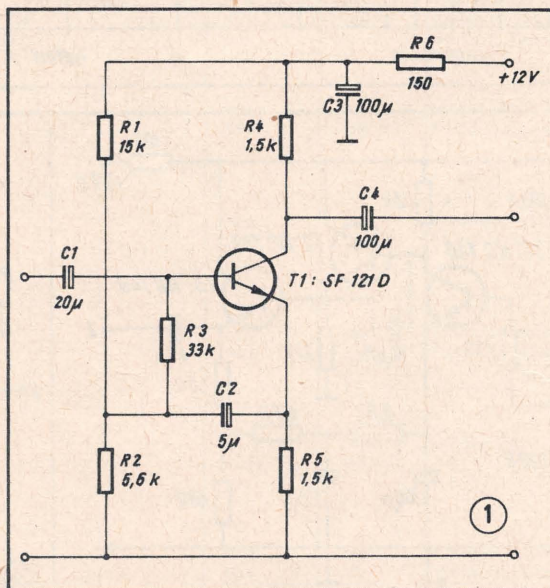 R6
150
+12V
C3
100µ
R1
15k
R4
1,5k
C4
100µ
C1
20µ
T1: SF 121 D
R3
33k
C2
5µ
R2
5,6k
R5
1,5k
1